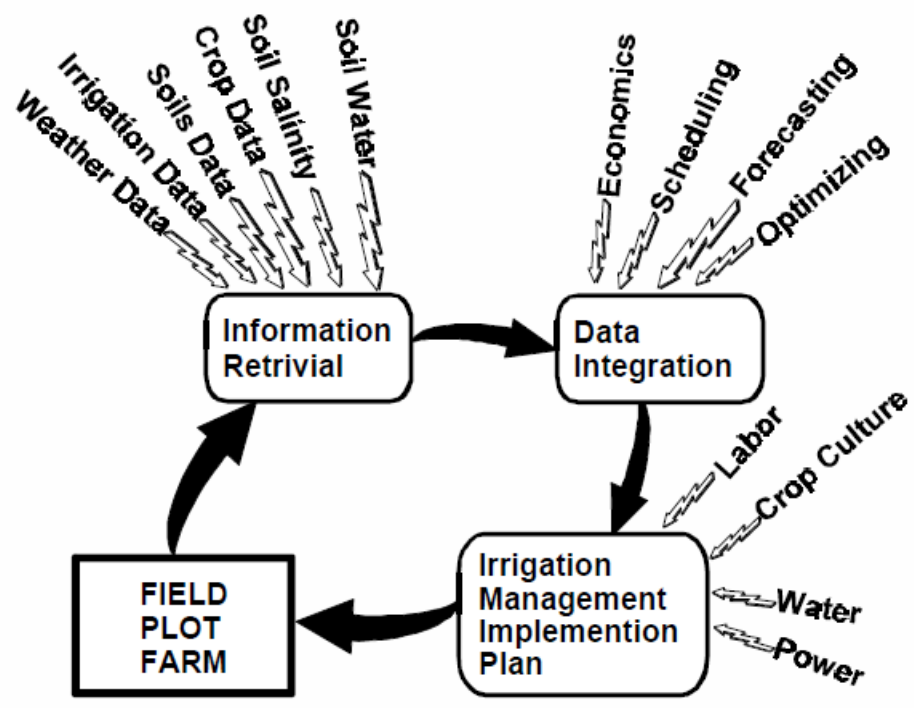 Weather Data
Irrigation Data
Soils Data
Crop Data
Soil Salinity
Soil Water
Economics
Scheduling
Forecasting
Optimizing
Information
Retrivial
Data
Integration
Labor
Crop Culture
Water
Power
Irrigation
Management
Implemention
Plan
FIELD
PLOT
FARM